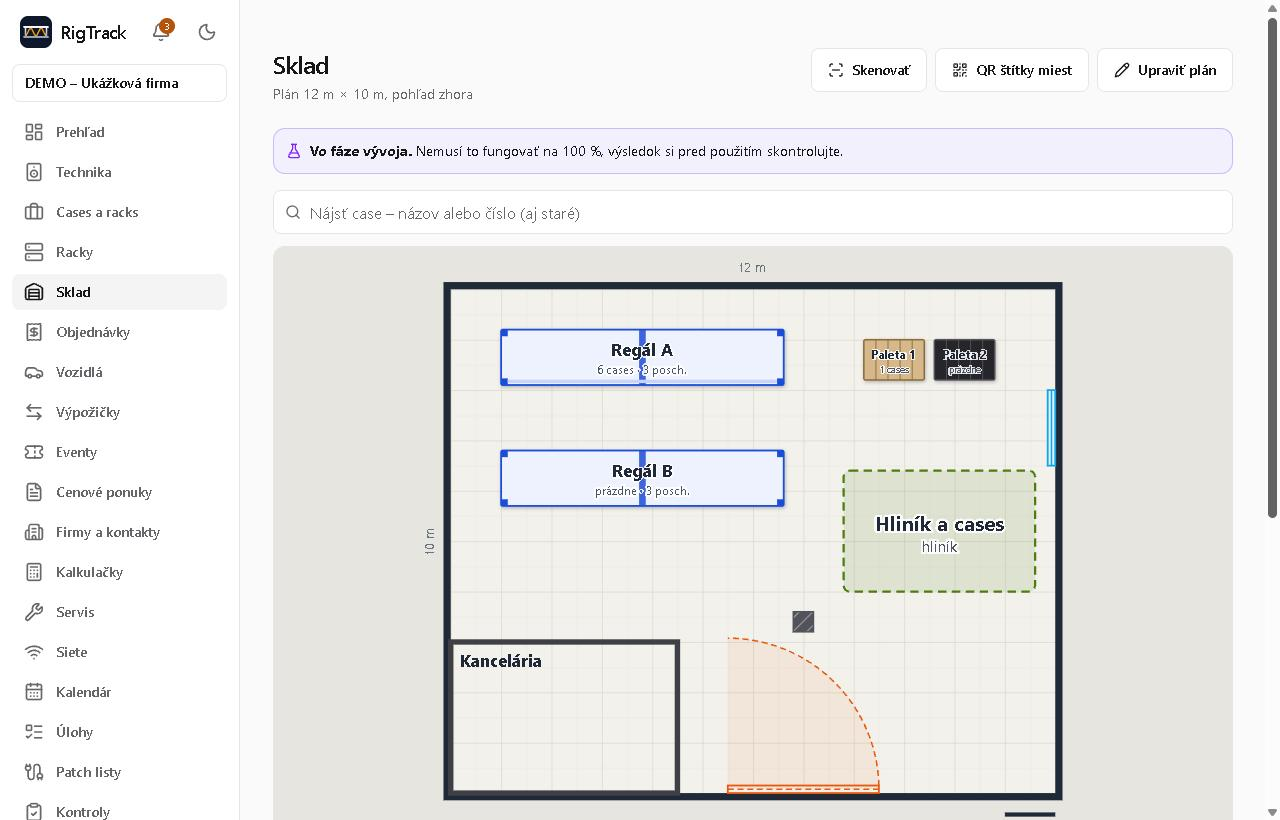 RigTrack
3
DEMO – Ukážková firma
Prehľad
Technika
Cases a racks
Racky
Sklad
Objednávky
Vozidlá
Výpožičky
Eventy
Cenové ponuky
Firmy a kontakty
Kalkulačky
Servis
Siete
Kalendár
Úlohy
Patch listy
Kontroly
Sklad
Plán 12 m × 10 m, pohľad zhora
Skenovať
QR štítky miest
Upraviť plán
Vo fáze vývoja. Nemusí to fungovať na 100 %, výsledok si pred použitím skontrolujte.
Nájsť case – názov alebo číslo (aj staré)
12 m
Regál A
6 cases · 3 posch.
Paleta 1
1 cases
Paleta 2
prázdne
Regál B
prázdne · 3 posch.
Hliník a cases
hliník
10 m
Kancelária